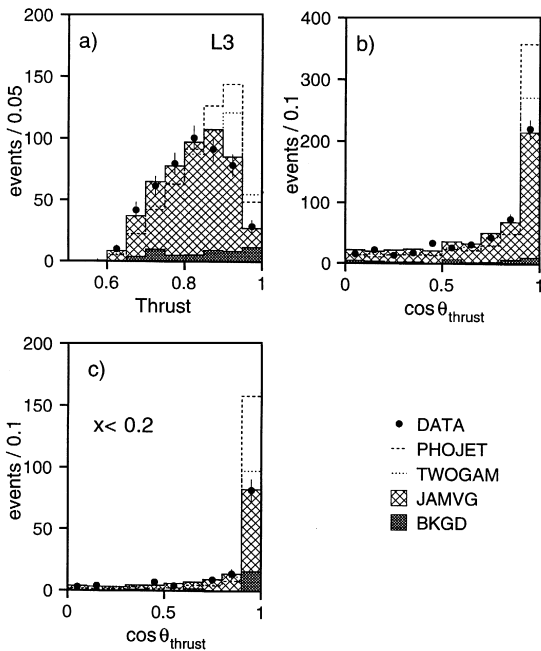 200
150
100
50
0
events / 0.05
a)
L3
0.6
0.8
1
Thrust
400
300
200
100
0
events / 0.1
b)
0
0.5
1
cos θthrust
200
150
100
50
0
events / 0.1
c)
x< 0.2
0
0.5
1
cos θthrust
DATA
PHOJET
TWOGAM
JAMVG
BKGD